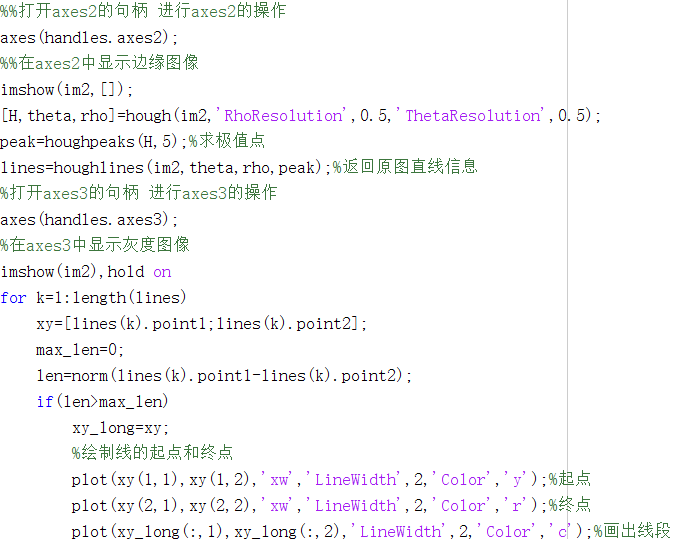 %%打开axes2的句柄 进行axes2的操作
axes(handles.axes2);
%%在axes2中显示边缘图像
imshow(im2,[]);
[H,theta,rho]=hough(im2,'RhoResolution',0.5,'ThetaResolution',0.5);
peak=houghpeaks(H,5);%求极值点
lines=houghlines(im2,theta,rho,peak);%返回原图直线信息
%打开axes3的句柄 进行axes3的操作
axes(handles.axes3);
%在axes3中显示灰度图像
imshow(im2),hold on
for k=1:length(lines)
    xy=[lines(k).point1;lines(k).point2];
    max_len=0;
    len=norm(lines(k).point1-lines(k).point2);
    if(len>max_len)
        xy_long=xy;
        %绘制线的起点和终点
        plot(xy(1,1),xy(1,2),'xw','LineWidth',2,'Color','y');%起点
        plot(xy(2,1),xy(2,2),'xw','LineWidth',2,'Color','r');%终点
        plot(xy_long(:,1),xy_long(:,2),'LineWidth',2,'Color','c');%画出线段